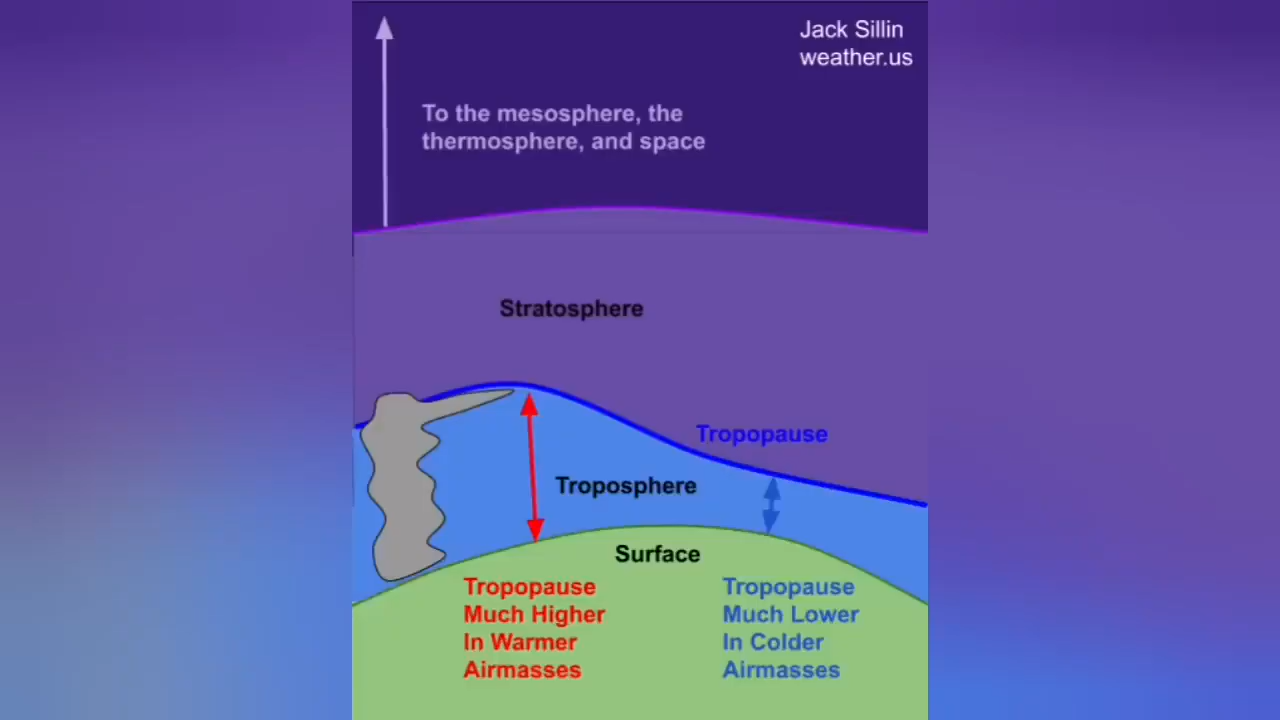 Jack Sillin
weather.us
To the mesosphere, the
thermosphere, and space
Stratosphere
Tropopause
Troposphere
Surface
Tropopause
Much Higher
In Warmer
Airmasses
Tropopause
Much Lower
In Colder
Airmasses